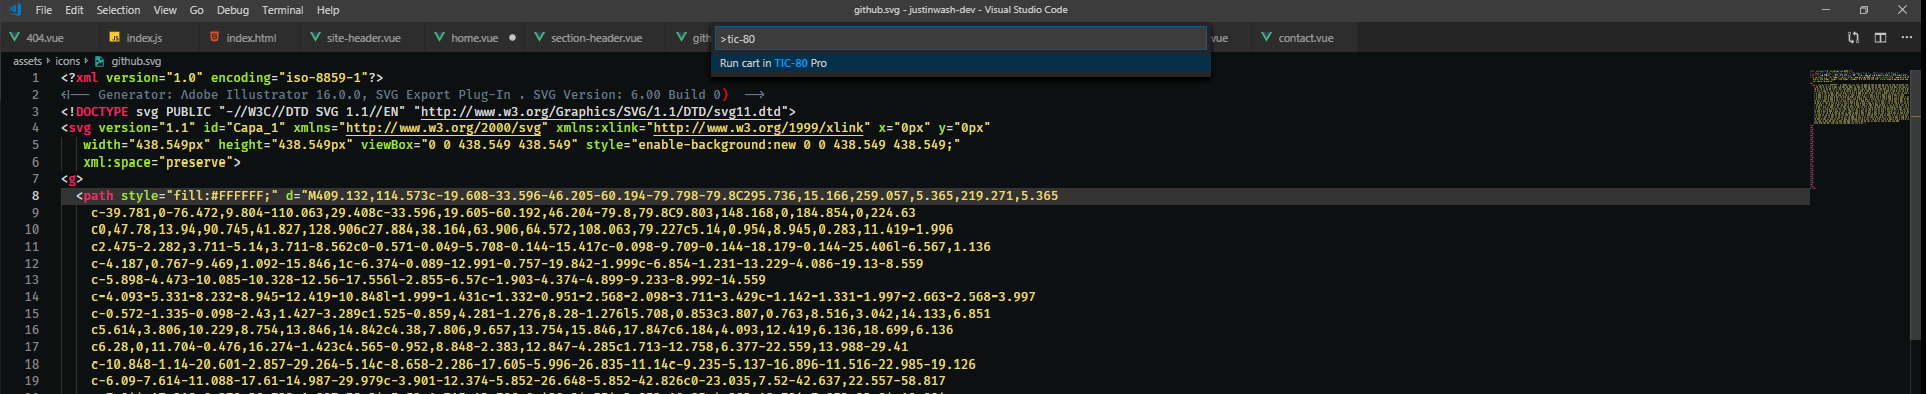 File Edit Selection View Go Debug Terminal Help
github.svg - justinwash-dev - Visual Studio Code
404.vue index.js index.html site-header.vue home.vue section-header.vue gith vue contact.vue
>tic-80
Run cart in TIC-80 Pro
assets > icons > github.svg
1 <?xml version="1.0" encoding="iso-8859-1"?>
2 <!-- Generator: Adobe Illustrator 16.0.0, SVG Export Plug-In . SVG Version: 6.00 Build 0) -->
3 <!DOCTYPE svg PUBLIC "-//W3C//DTD SVG 1.1//EN" "http://www.w3.org/Graphics/SVG/1.1/DTD/svg11.dtd">
4 <svg version="1.1" id="Capa_1" xmlns="http://www.w3.org/2000/svg" xmlns:xlink="http://www.w3.org/1999/xlink" x="0px" y="0px"
5 width="438.549px" height="438.549px" viewBox="0 0 438.549 438.549" style="enable-background:new 0 0 438.549 438.549;"
6 xml:space="preserve">
7 <g>
8 <path style="fill:#FFFFFF;" d="M409.132,114.573c-19.608-33.596-46.205-60.194-79.798-79.8C295.736,15.166,259.057,5.365,219.271,5.365
9 c-39.781,0-76.472,9.804-110.063,29.408c-33.596,19.605-60.192,46.204-79.8,79.8C9.803,148.168,0,184.854,0,224.63
10 c0,47.78,13.94,90.745,41.827,128.906c27.884,38.164,63.906,64.572,108.063,79.227c5.14,0.954,8.945,0.283,11.419-1.996
11 c2.475-2.282,3.711-5.14,3.711-8.562c0-0.571-0.049-5.708-0.144-15.417c-0.098-9.709-0.144-18.179-0.144-25.406l-6.567,1.136
12 c-4.187,0.767-9.469,1.092-15.846,1c-6.374-0.089-12.991-0.757-19.842-1.999c-6.854-1.231-13.229-4.086-19.13-8.559
13 c-5.898-4.473-10.085-10.328-12.56-17.556l-2.855-6.57c-1.903-4.374-4.899-9.233-8.992-14.559
14 c-4.093-5.331-8.232-8.945-12.419-10.848l-1.999-1.431c-1.332-0.951-2.568-2.098-3.711-3.429c-1.142-1.331-1.997-2.663-2.568-3.997
15 c-0.572-1.335-0.098-2.43,1.427-3.289c1.525-0.859,4.281-1.276,8.28-1.276l5.708,0.853c3.807,0.763,8.516,3.042,14.133,6.851
16 c5.614,3.806,10.229,8.754,13.846,14.842c4.38,7.806,9.657,13.754,15.846,17.847c6.184,4.093,12.419,6.136,18.699,6.136
17 c6.28,0,11.704-0.476,16.274-1.423c4.565-0.952,8.848-2.383,12.847-4.285c1.713-12.758,6.377-22.559,13.988-29.41
18 c-10.848-1.14-20.601-2.857-29.264-5.14c-8.658-2.286-17.605-5.996-26.835-11.14c-9.235-5.137-16.896-11.516-22.985-19.126
19 c-6.09-7.614-11.088-17.61-14.987-29.979c-3.901-12.374-5.852-26.648-5.852-42.826c0-23.035,7.52-42.637,22.557-58.817